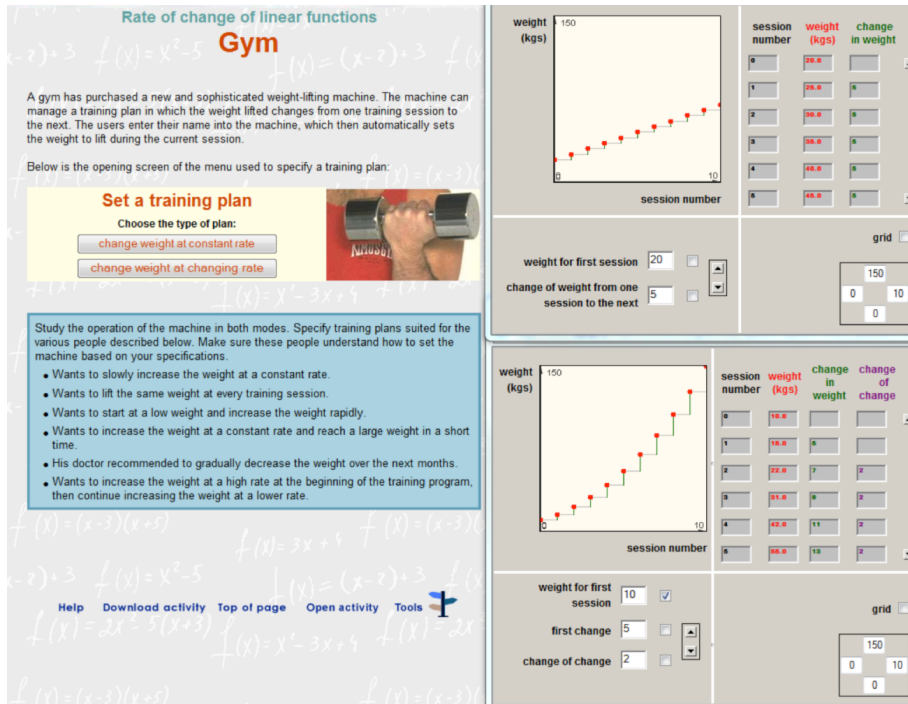 Rate of change of linear functions
Gym
A gym has purchased a new and sophisticated weight-lifting machine. The machine can
manage a training plan in which the weight lifted changes from one training session to
the next. The users enter their name into the machine, which then automatically sets
the weight to lift during the current session.
Below is the opening screen of the menu used to specify a training plan:
Set a training plan
Choose the type of plan:
change weight at constant rate
change weight at changing rate
Study the operation of the machine in both modes. Specify training plans suited for the
various people described below. Make sure these people understand how to set the
machine based on your specifications.
• Wants to slowly increase the weight at a constant rate.
• Wants to lift the same weight at every training session.
• Wants to start at a low weight and increase the weight rapidly.
• Wants to increase the weight at a constant rate and reach a large weight in a short
time.
• His doctor recommended to gradually decrease the weight over the next months.
• Wants to increase the weight at a high rate at the beginning of the training program,
then continue increasing the weight at a lower rate.
Help Download activity Top of page Open activity Tools
weight
(kgs)
150
0 10
session number
session weight change
number (kgs) in weight
0 20.0
1 25.0 5
2 30.0 5
3 35.0 5
4 40.0 5
5 45.0 5
weight for first session 20
change of weight from one
session to the next 5
grid
150
0 10
0
weight
(kgs)
150
0 10
session number
session weight change change
number (kgs) in of
weight change
0 10.0
1 15.0 5
2 22.0 7 2
3 31.0 9 2
4 42.0 11 2
5 55.0 13 2
weight for first
session 10
first change 5
change of change 2
grid
150
0 10
0